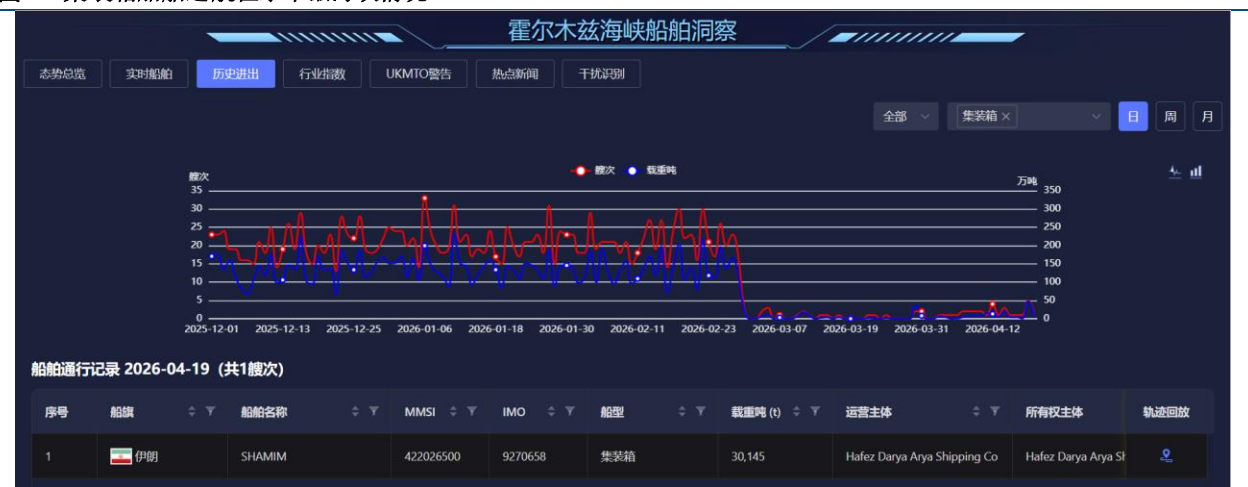 霍尔木兹海峡船舶洞察
态势总览 实时船舶 历史进出 行业指数 UKMTO警告 热点新闻 干扰识别
全部 集装箱 × 日 周 月
艘次 载重吨
艘次 万吨
35 350
30 300
25 250
20 200
15 150
10 100
5 50
0 0
2025-12-01 2025-12-13 2025-12-25 2026-01-06 2026-01-18 2026-01-30 2026-02-11 2026-02-23 2026-03-07 2026-03-19 2026-03-31 2026-04-12
船舶通行记录 2026-04-19（共1艘次）
序号 船旗 船舶名称 MMSI IMO 船型 载重吨 (t) 运营主体 所有权主体 轨迹回放
1 伊朗 SHAMIM 422026500 9270658 集装箱 30,145 Hafez Darya Arya Shipping Co Hafez Darya Arya